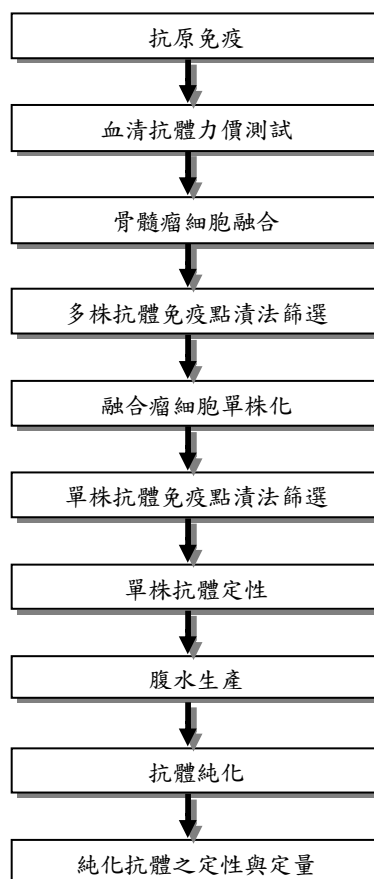 抗原免疫
血清抗體力價測試
骨髓瘤細胞融合
多株抗體免疫點漬法篩選
融合瘤細胞單株化
單株抗體免疫點漬法篩選
單株抗體定性
腹水生產
抗體純化
純化抗體之定性與定量